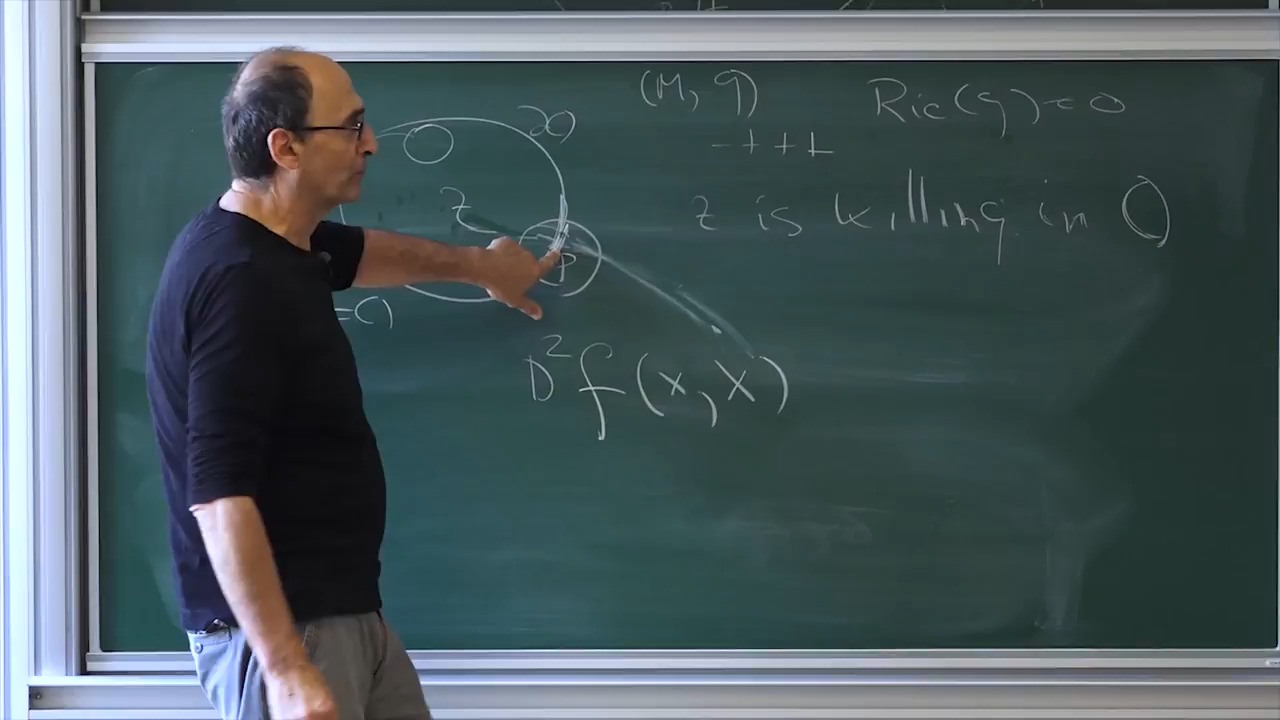 (M, g) Ric(g) = 0
- + + +
∂O
Z
Z is killing in O
p
= O
D²f(X, X)